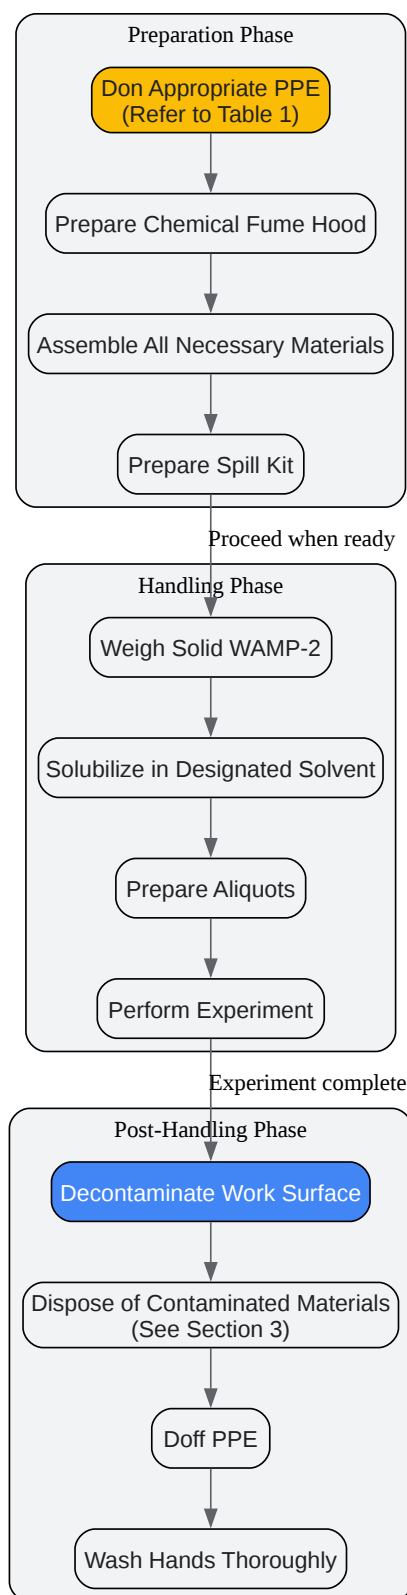 Preparation Phase
Don Appropriate PPE
(Refer to Table 1)
Prepare Chemical Fume Hood
Assemble All Necessary Materials
Prepare Spill Kit
Proceed when ready
Handling Phase
Weigh Solid WAMP-2
Solubilize in Designated Solvent
Prepare Aliquots
Perform Experiment
Experiment complete
Post-Handling Phase
Decontaminate Work Surface
Dispose of Contaminated Materials
(See Section 3)
Doff PPE
Wash Hands Thoroughly